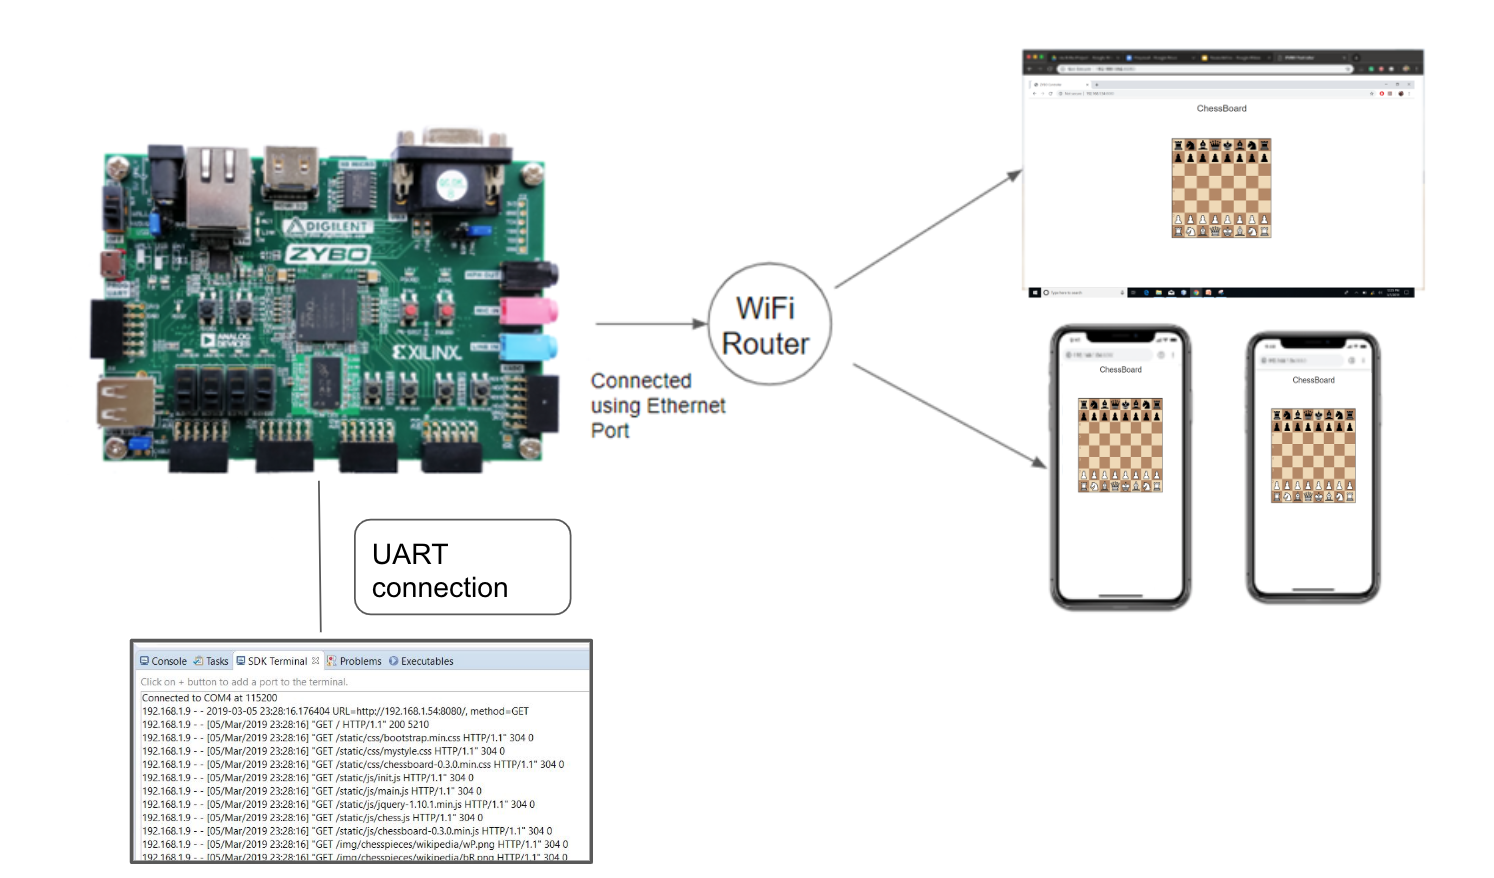 ChessBoard
DIGILENT
ZYBO
ANALOG
DEVICES
XILINX
WiFi
Router
Connected
using Ethernet
Port
ChessBoard
ChessBoard
UART
connection
Console Tasks SDK Terminal Problems Executables
Click on + button to add a port to the terminal.
Connected to COM4 at 115200
192.168.1.9 - - 2019-03-05 23:28:16.176404 URL=http://192.168.1.54:8080/, method=GET
192.168.1.9 - - [05/Mar/2019 23:28:16] "GET / HTTP/1.1" 200 5210
192.168.1.9 - - [05/Mar/2019 23:28:16] "GET /static/css/bootstrap.min.css HTTP/1.1" 304 0
192.168.1.9 - - [05/Mar/2019 23:28:16] "GET /static/css/mystyle.css HTTP/1.1" 304 0
192.168.1.9 - - [05/Mar/2019 23:28:16] "GET /static/css/chessboard-0.3.0.min.css HTTP/1.1" 304 0
192.168.1.9 - - [05/Mar/2019 23:28:16] "GET /static/js/init.js HTTP/1.1" 304 0
192.168.1.9 - - [05/Mar/2019 23:28:16] "GET /static/js/main.js HTTP/1.1" 304 0
192.168.1.9 - - [05/Mar/2019 23:28:16] "GET /static/js/jquery-1.10.1.min.js HTTP/1.1" 304 0
192.168.1.9 - - [05/Mar/2019 23:28:16] "GET /static/js/chess.js HTTP/1.1" 304 0
192.168.1.9 - - [05/Mar/2019 23:28:16] "GET /static/js/chessboard-0.3.0.min.js HTTP/1.1" 304 0
192.168.1.9 - - [05/Mar/2019 23:28:16] "GET /img/chesspieces/wikipedia/wP.png HTTP/1.1" 304 0
192.168.1.9 - - [05/Mar/2019 23:28:16] "GET /img/chesspieces/wikipedia/bR.png HTTP/1.1" 304 0